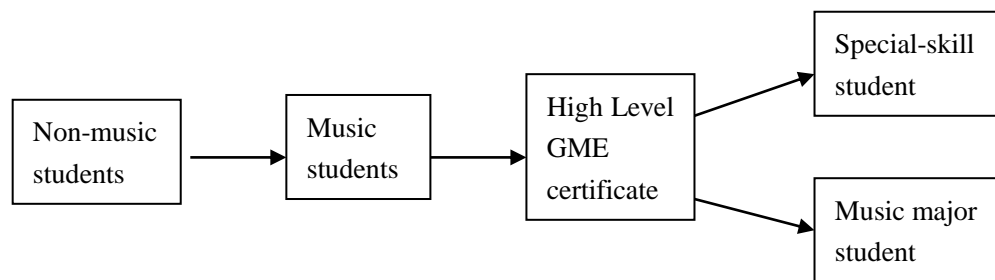 Non-music
students
Music
students
High Level
GME
certificate
Special-skill
student
Music major
student